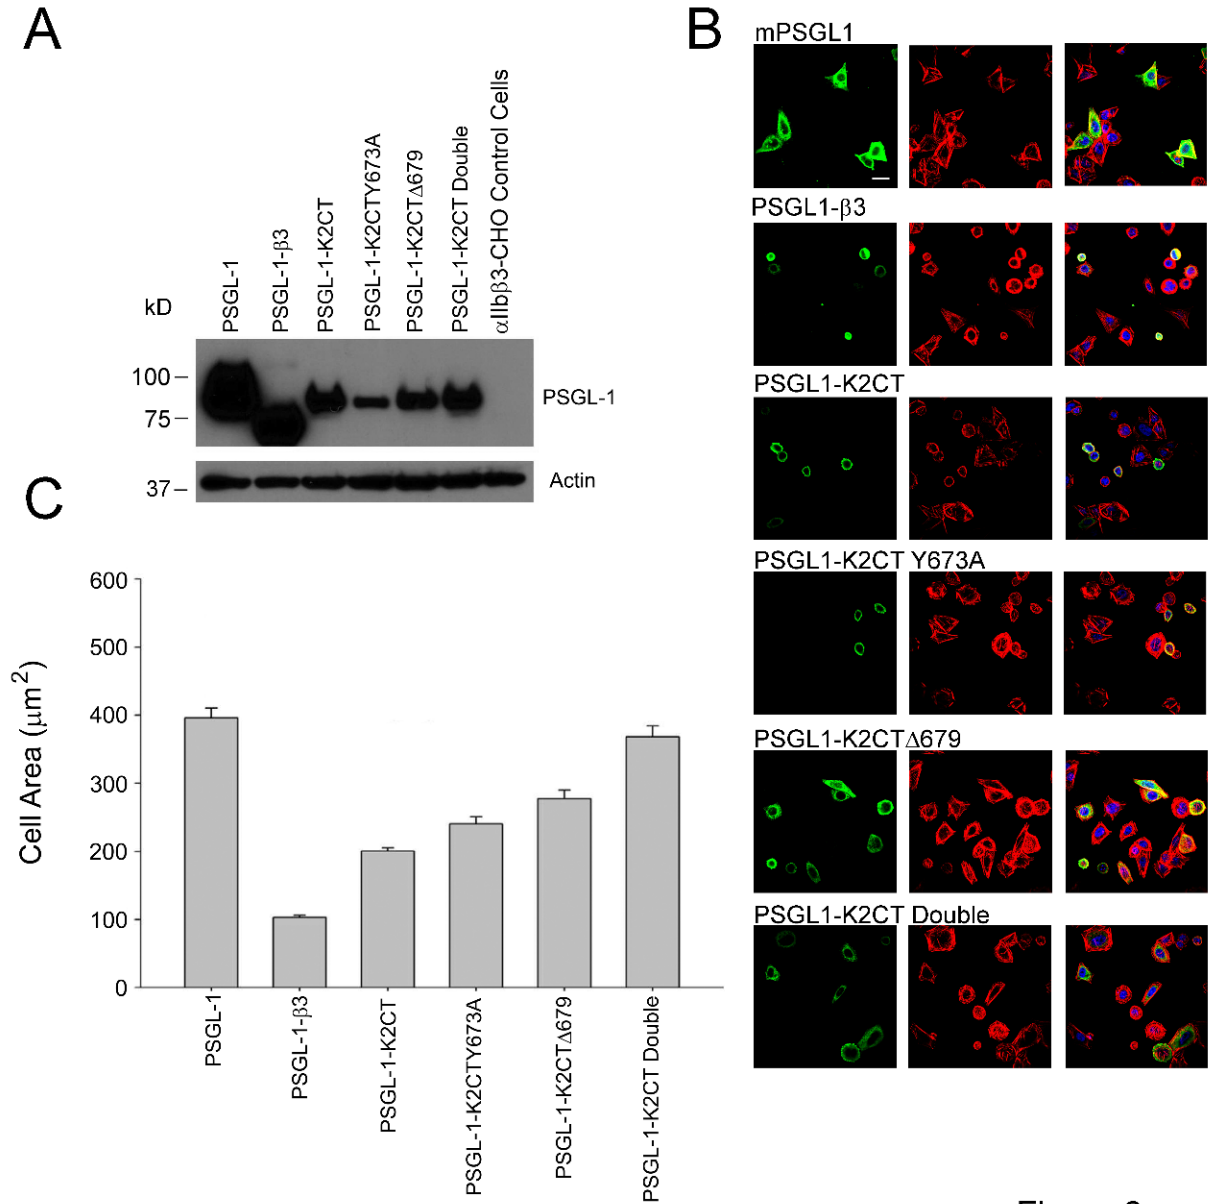 A
kD
PSGL-1
PSGL-1-β3
PSGL-1-K2CT
PSGL-1-K2CTY673A
PSGL-1-K2CTΔ679
PSGL-1-K2CT Double
αIIbβ3-CHO Control Cells
100
75
PSGL-1
37
Actin
B
mPSGL1
PSGL1-β3
PSGL1-K2CT
PSGL1-K2CT Y673A
PSGL1-K2CTΔ679
PSGL1-K2CT Double
C
Cell Area (μm²)
600
500
400
300
200
100
0
PSGL-1
PSGL-1-β3
PSGL-1-K2CT
PSGL-1-K2CTY673A
PSGL-1-K2CTΔ679
PSGL-1-K2CT Double